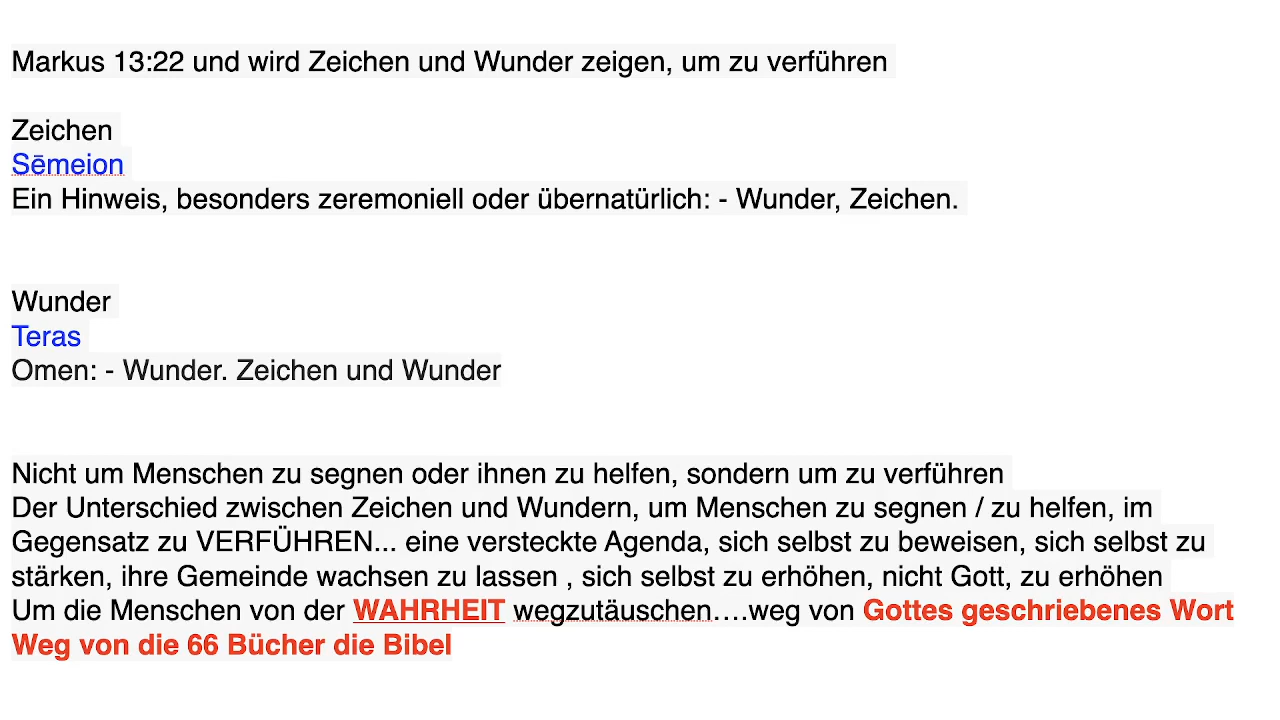 Markus 13:22 und wird Zeichen und Wunder zeigen, um zu verführen
Zeichen
Sēmeion
Ein Hinweis, besonders zeremoniell oder übernatürlich: - Wunder, Zeichen.
Wunder
Teras
Omen: - Wunder. Zeichen und Wunder
Nicht um Menschen zu segnen oder ihnen zu helfen, sondern um zu verführen
Der Unterschied zwischen Zeichen und Wundern, um Menschen zu segnen / zu helfen, im
Gegensatz zu VERFÜHREN... eine versteckte Agenda, sich selbst zu beweisen, sich selbst zu
stärken, ihre Gemeinde wachsen zu lassen , sich selbst zu erhöhen, nicht Gott, zu erhöhen
Um die Menschen von der WAHRHEIT wegzutäuschen….weg von Gottes geschriebenes Wort
Weg von die 66 Bücher die Bibel